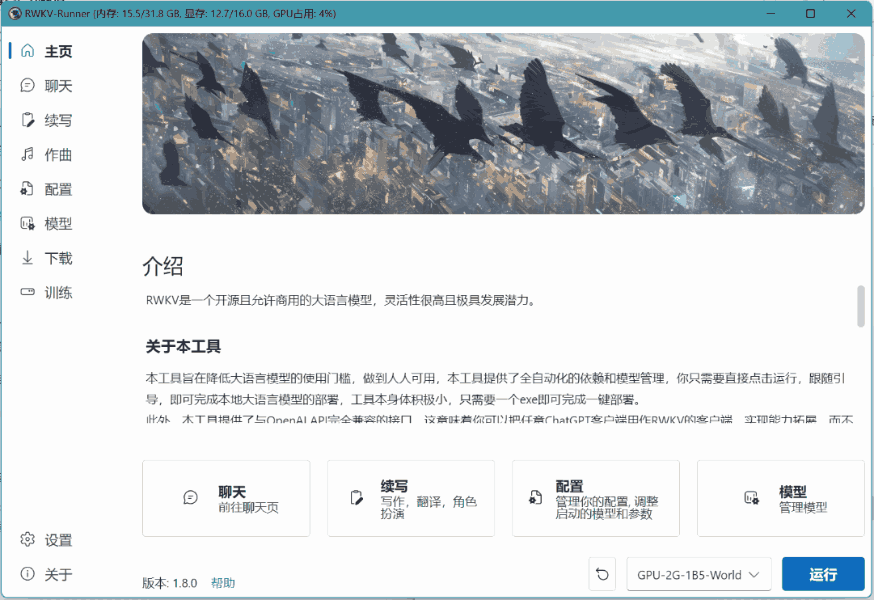 RWKV-Runner (内存: 15.5/31.8 GB, 显存: 12.7/16.0 GB, GPU占用: 4%)
主页
聊天
续写
作曲
配置
模型
下载
训练
介绍
RWKV是一个开源且允许商用的大语言模型，灵活性很高且极具发展潜力。
关于本工具
本工具旨在降低大语言模型的使用门槛，做到人人可用，本工具提供了全自动化的依赖和模型管理，你只需要直接点击运行，跟随引
导，即可完成本地大语言模型的部署，工具本身体积极小，只需要一个exe即可完成一键部署。
此外，本工具提供了与OpenAI API完全兼容的接口，这意味着你可以把任意ChatGPT客户端用作RWKV的客户端，实现能力拓展，而不
聊天
前往聊天页
续写
写作，翻译，角色
扮演
配置
管理你的配置, 调整
启动的模型和参数
模型
管理模型
设置
关于
版本: 1.8.0 帮助
GPU-2G-1B5-World
运行